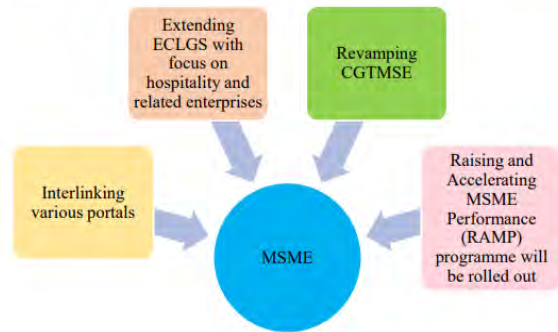 Extending
ECLGS with
focus on
hospitality and
related enterprises
Revamping
CGTMSE
Interlinking
various portals
Raising and
Accelerating
MSME
Performance
(RAMP)
programme will
be rolled out
MSME